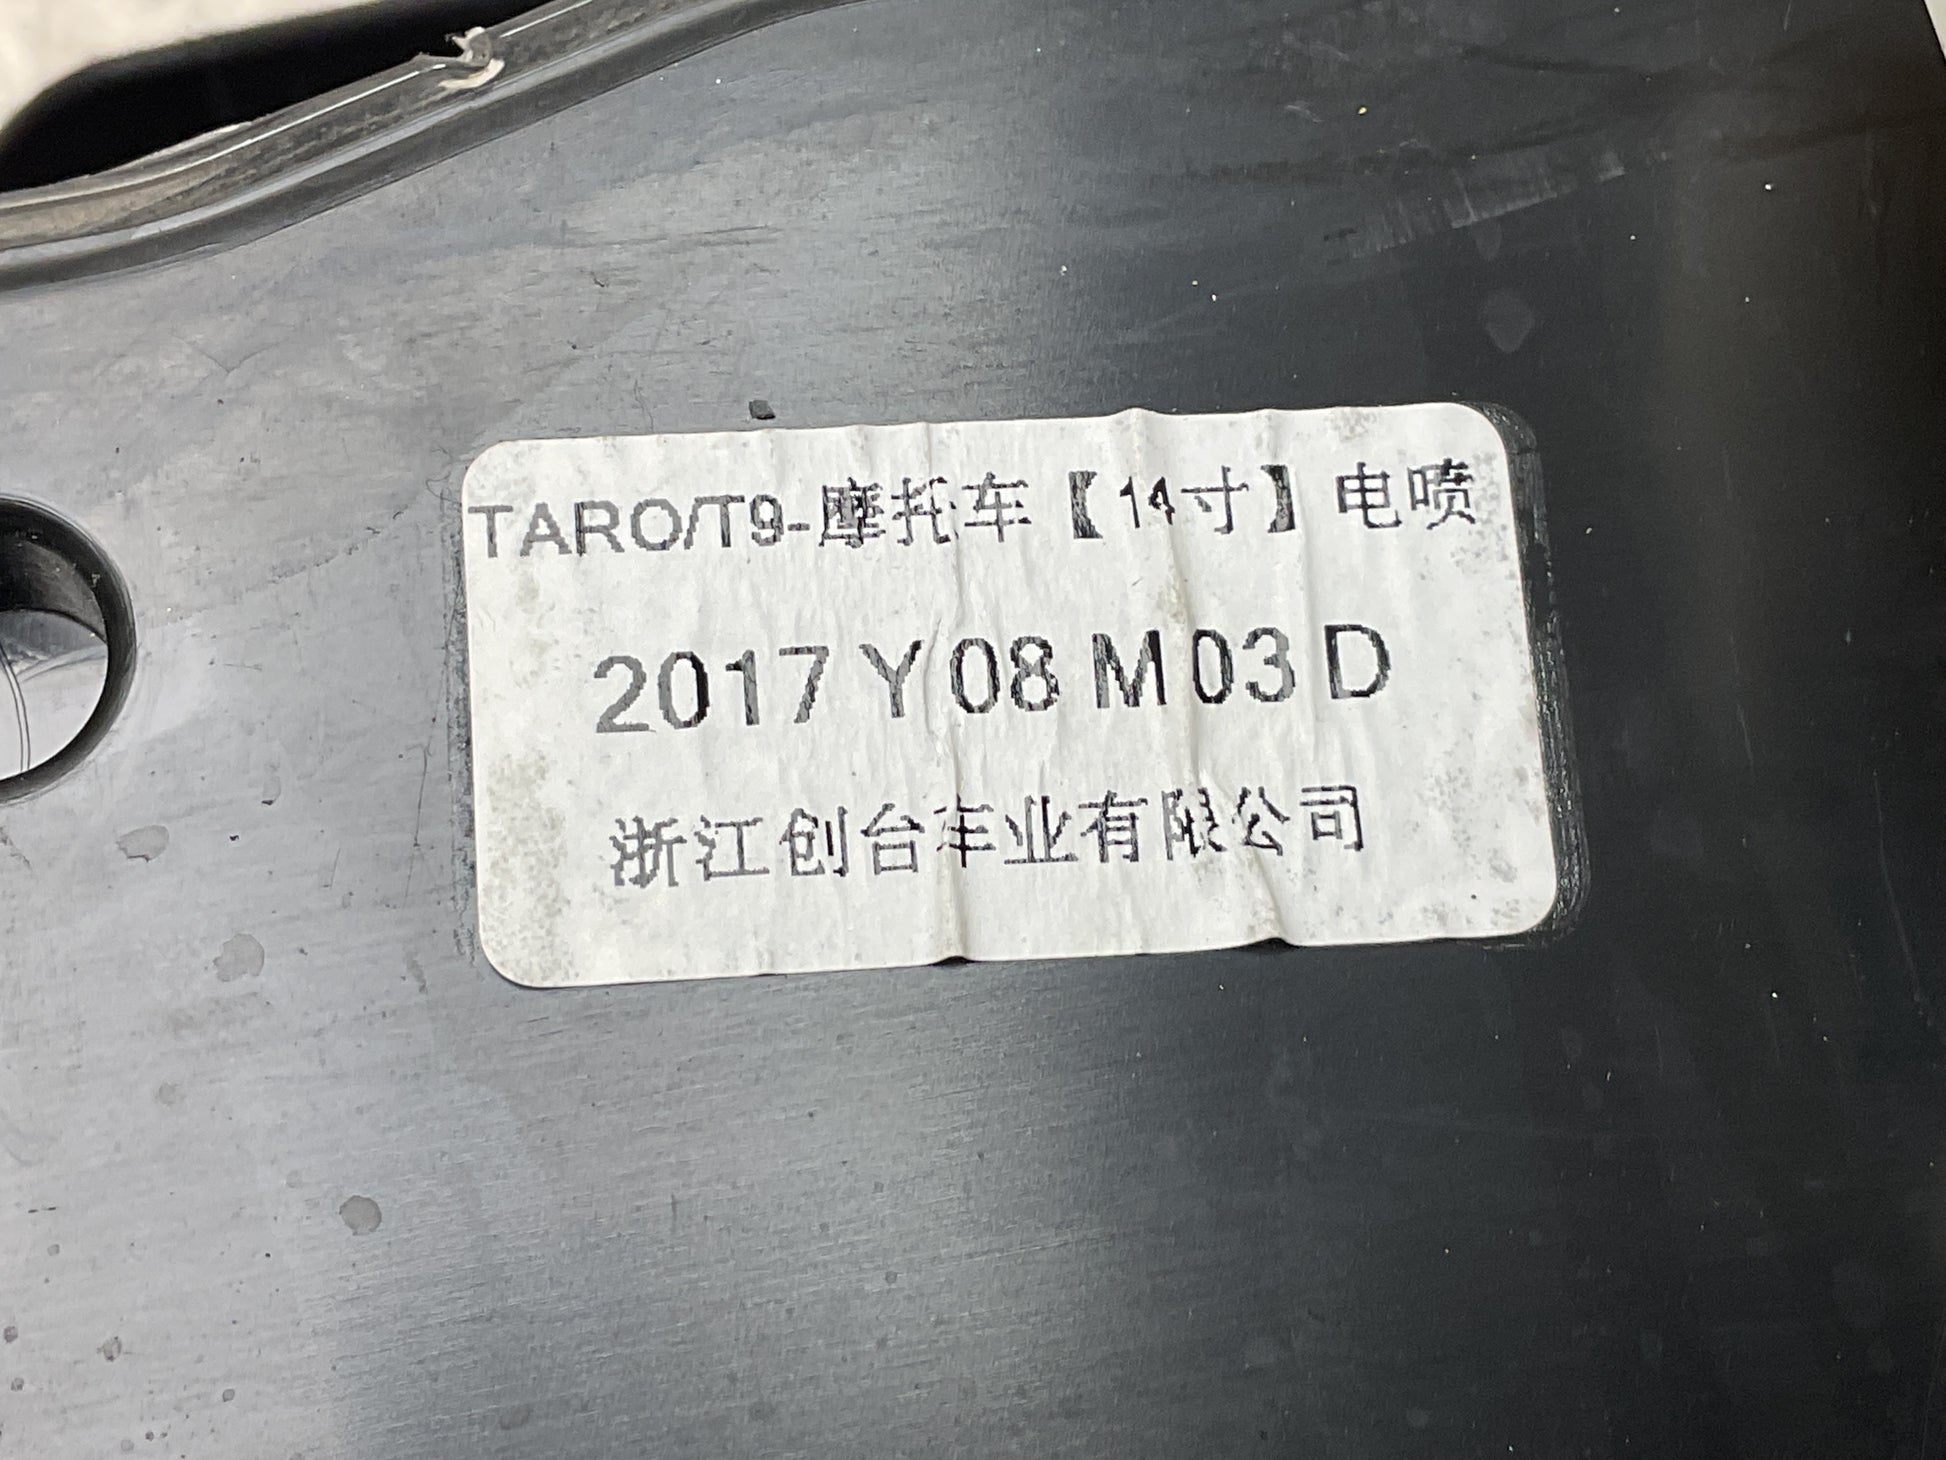 TARO/T9-摩托车【14寸】电喷
2017 Y 08 M 03 D
浙江创台车业有限公司